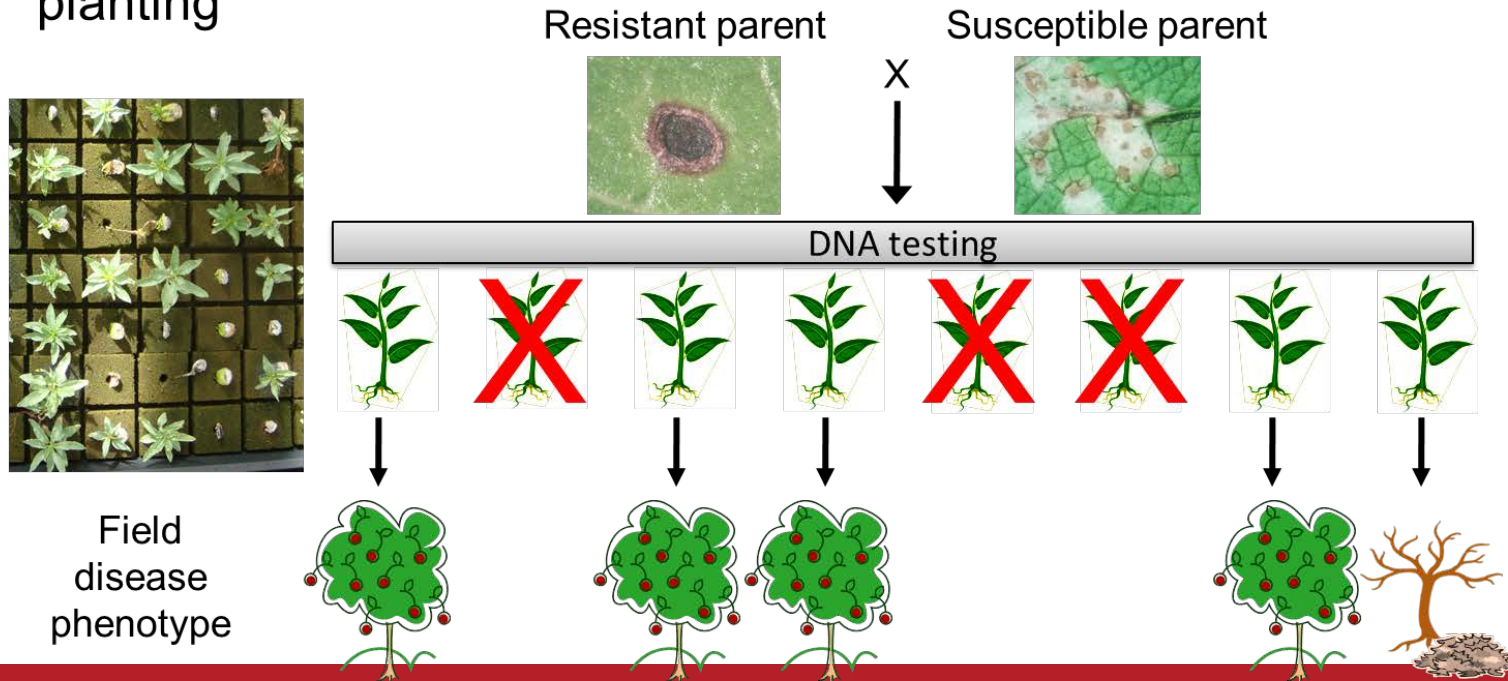 planting
Resistant parent
Susceptible parent
X
DNA testing
Field
disease
phenotype